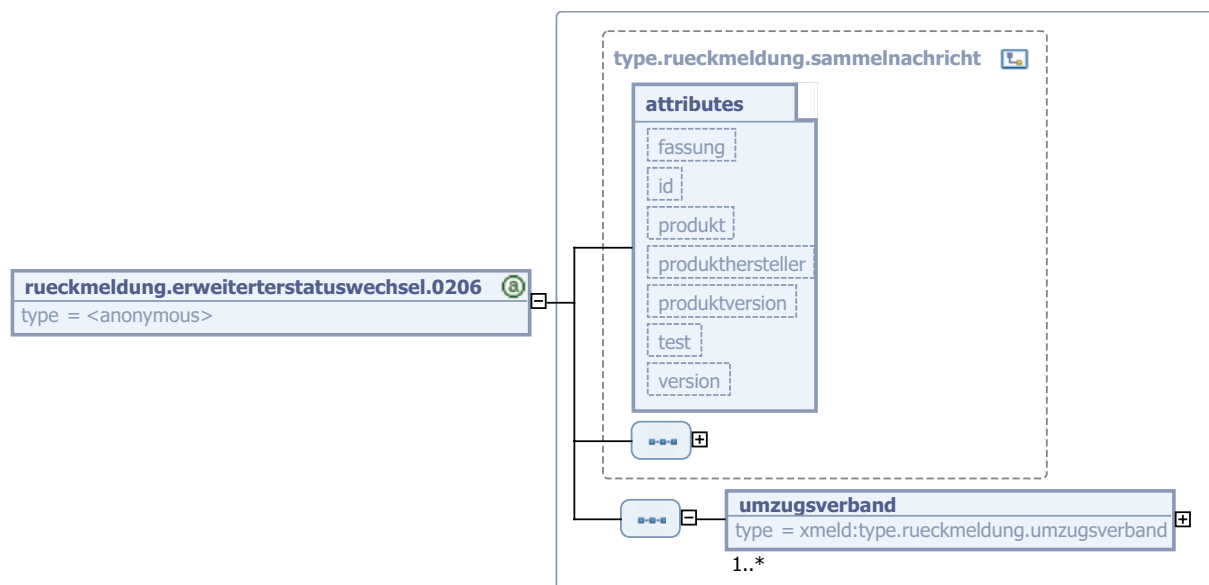 type.rueckmeldung.sammelnachricht
attributes
fassung
id
produkt
produkthersteller
produktversion
test
version
rueckmeldung.erweiterterstatuswechsel.0206 @
type = <anonymous>
umzugsverband
type = xmeld:type.rueckmeldung.umzugsverband
1..*